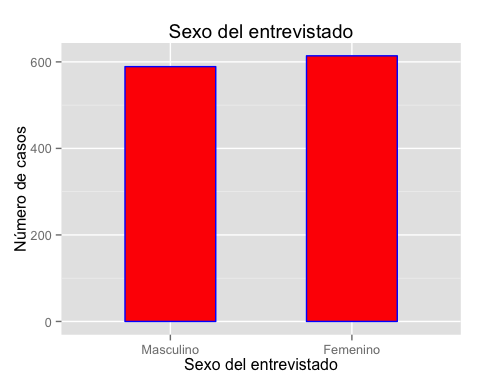 Sexo del entrevistado
Número de casos
600
400
200
0
Masculino Femenino
Sexo del entrevistado